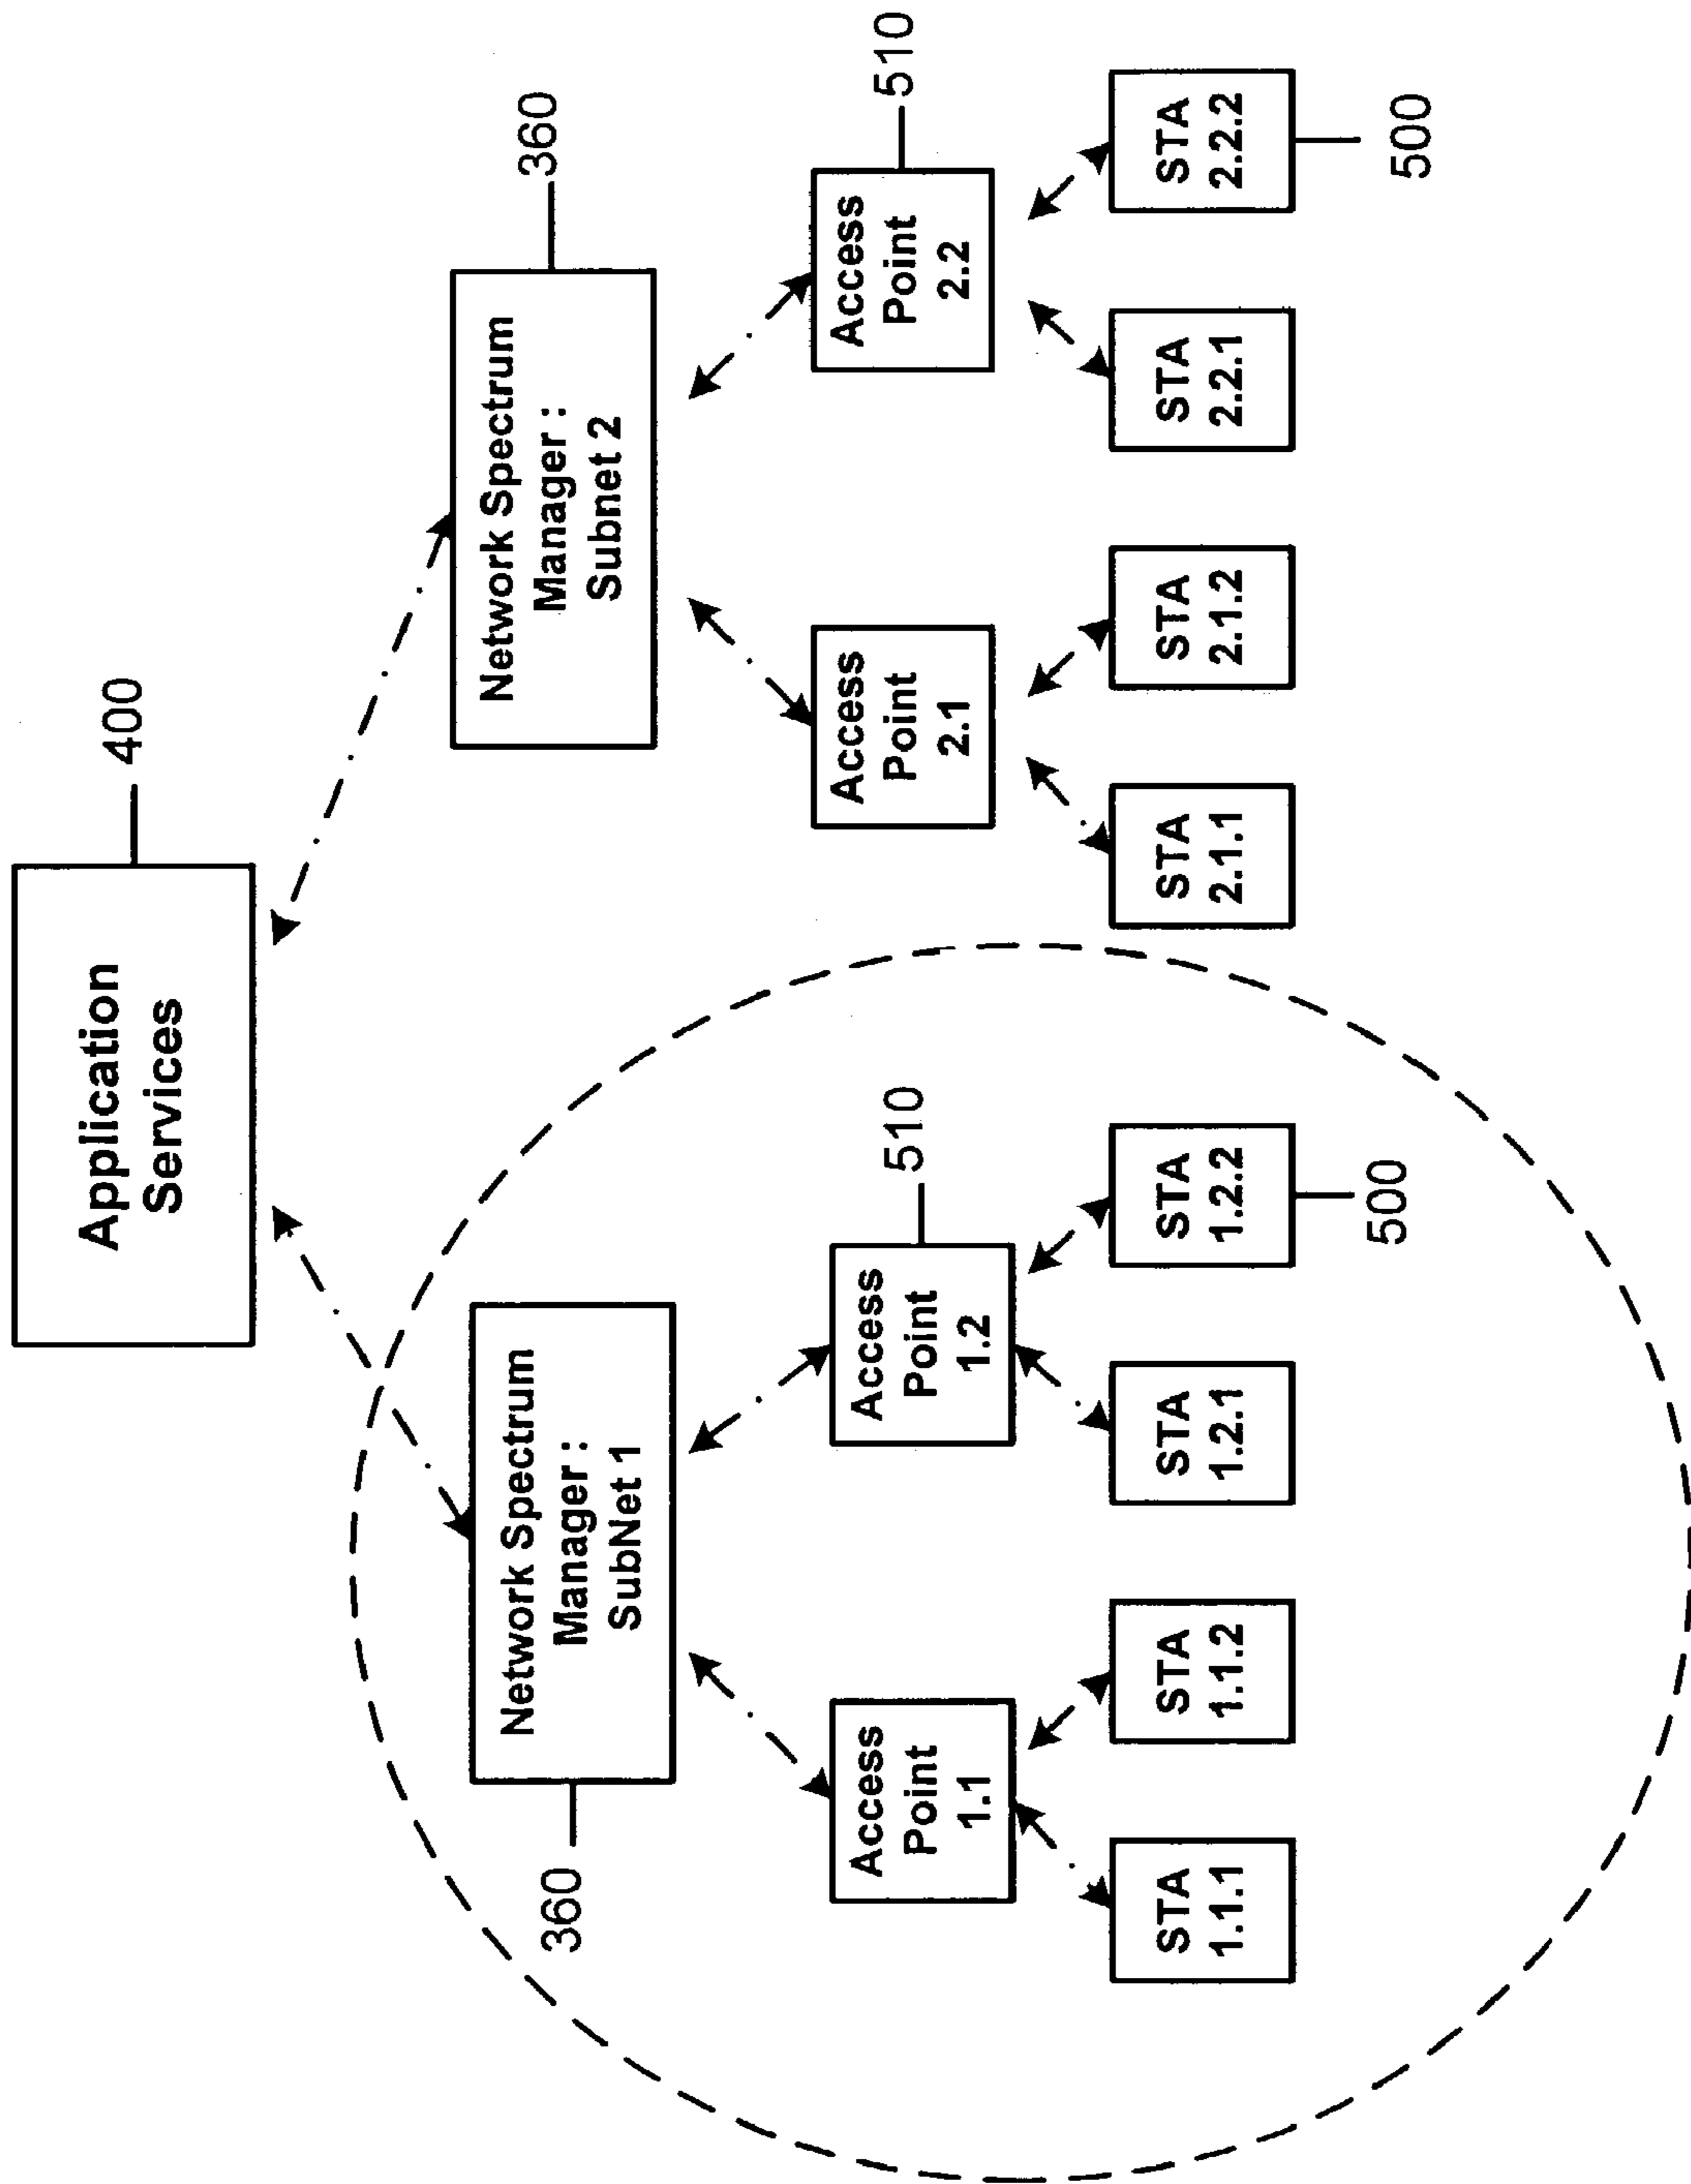 Application
Services
400
Network Spectrum
Manager:
SubNet 1
360
Network Spectrum
Manager:
Subnet 2
360
Access
Point
1.1
Access
Point
1.2
510
Access
Point
2.1
Access
Point
2.2
510
STA
1.1.1
STA
1.1.2
STA
1.2.1
STA
1.2.2
500
STA
2.1.1
STA
2.1.2
STA
2.2.1
STA
2.2.2
500